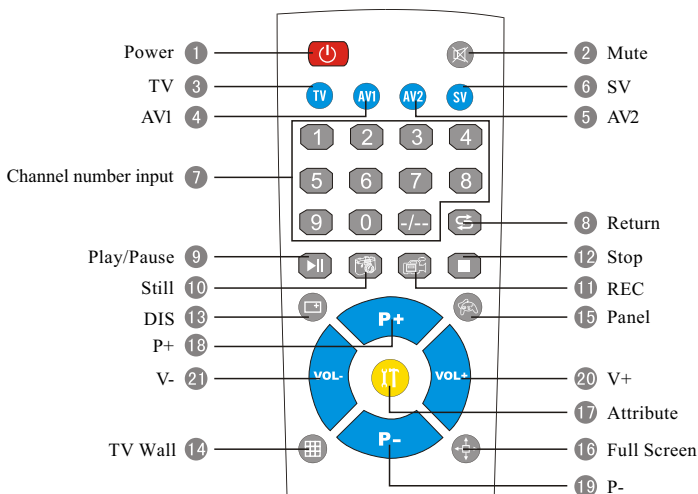 Power 1
2 Mute
TV 3
6 SV
TV AV1 AV2 SV
AV1 4
5 AV2
1 2 3 4
Channel number input 7
5 6 7 8
9 0 -/--
8 Return
Play/Pause 9
12 Stop
Still 10
11 REC
DIS 13
15 Panel
P+
P+ 18
V- 21
VOL-
VOL+
20 V+
17 Attribute
TV Wall 14
P-
16 Full Screen
19 P-